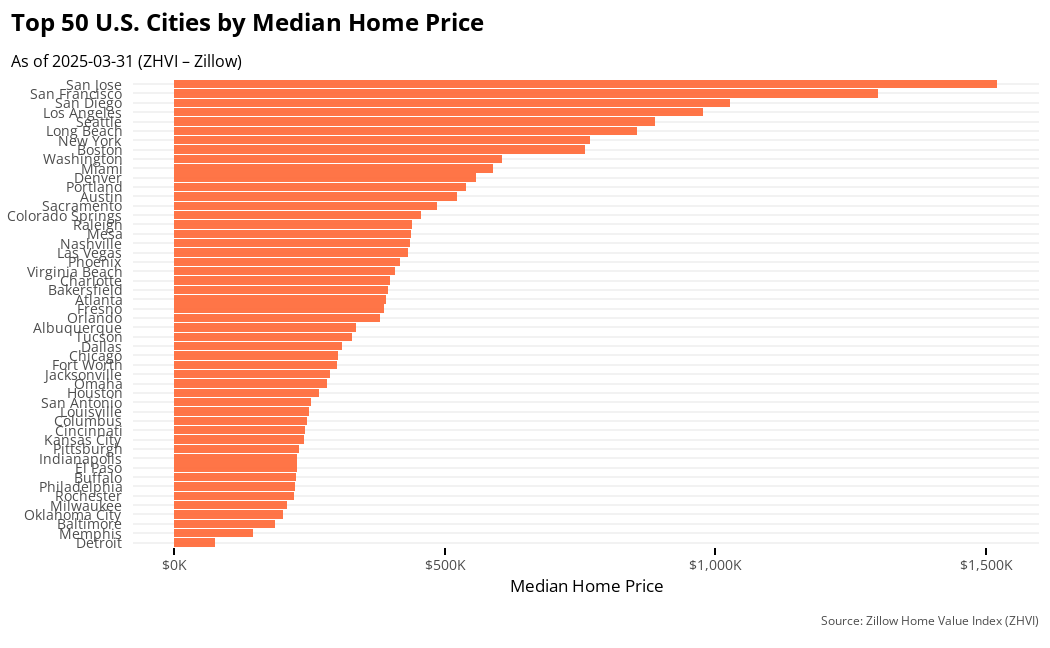 Top 50 U.S. Cities by Median Home Price
As of 2025-03-31 (ZHVI – Zillow)
San Jose
San Francisco
San Diego
Los Angeles
Seattle
Long Beach
New York
Boston
Washington
Miami
Denver
Portland
Austin
Sacramento
Colorado Springs
Raleigh
Mesa
Nashville
Las Vegas
Phoenix
Virginia Beach
Charlotte
Bakersfield
Atlanta
Fresno
Orlando
Albuquerque
Tucson
Dallas
Chicago
Fort Worth
Jacksonville
Omaha
Houston
San Antonio
Louisville
Columbus
Cincinnati
Kansas City
Pittsburgh
Indianapolis
El Paso
Buffalo
Philadelphia
Rochester
Milwaukee
Oklahoma City
Baltimore
Memphis
Detroit
$0K $500K $1,000K $1,500K
Median Home Price
Source: Zillow Home Value Index (ZHVI)